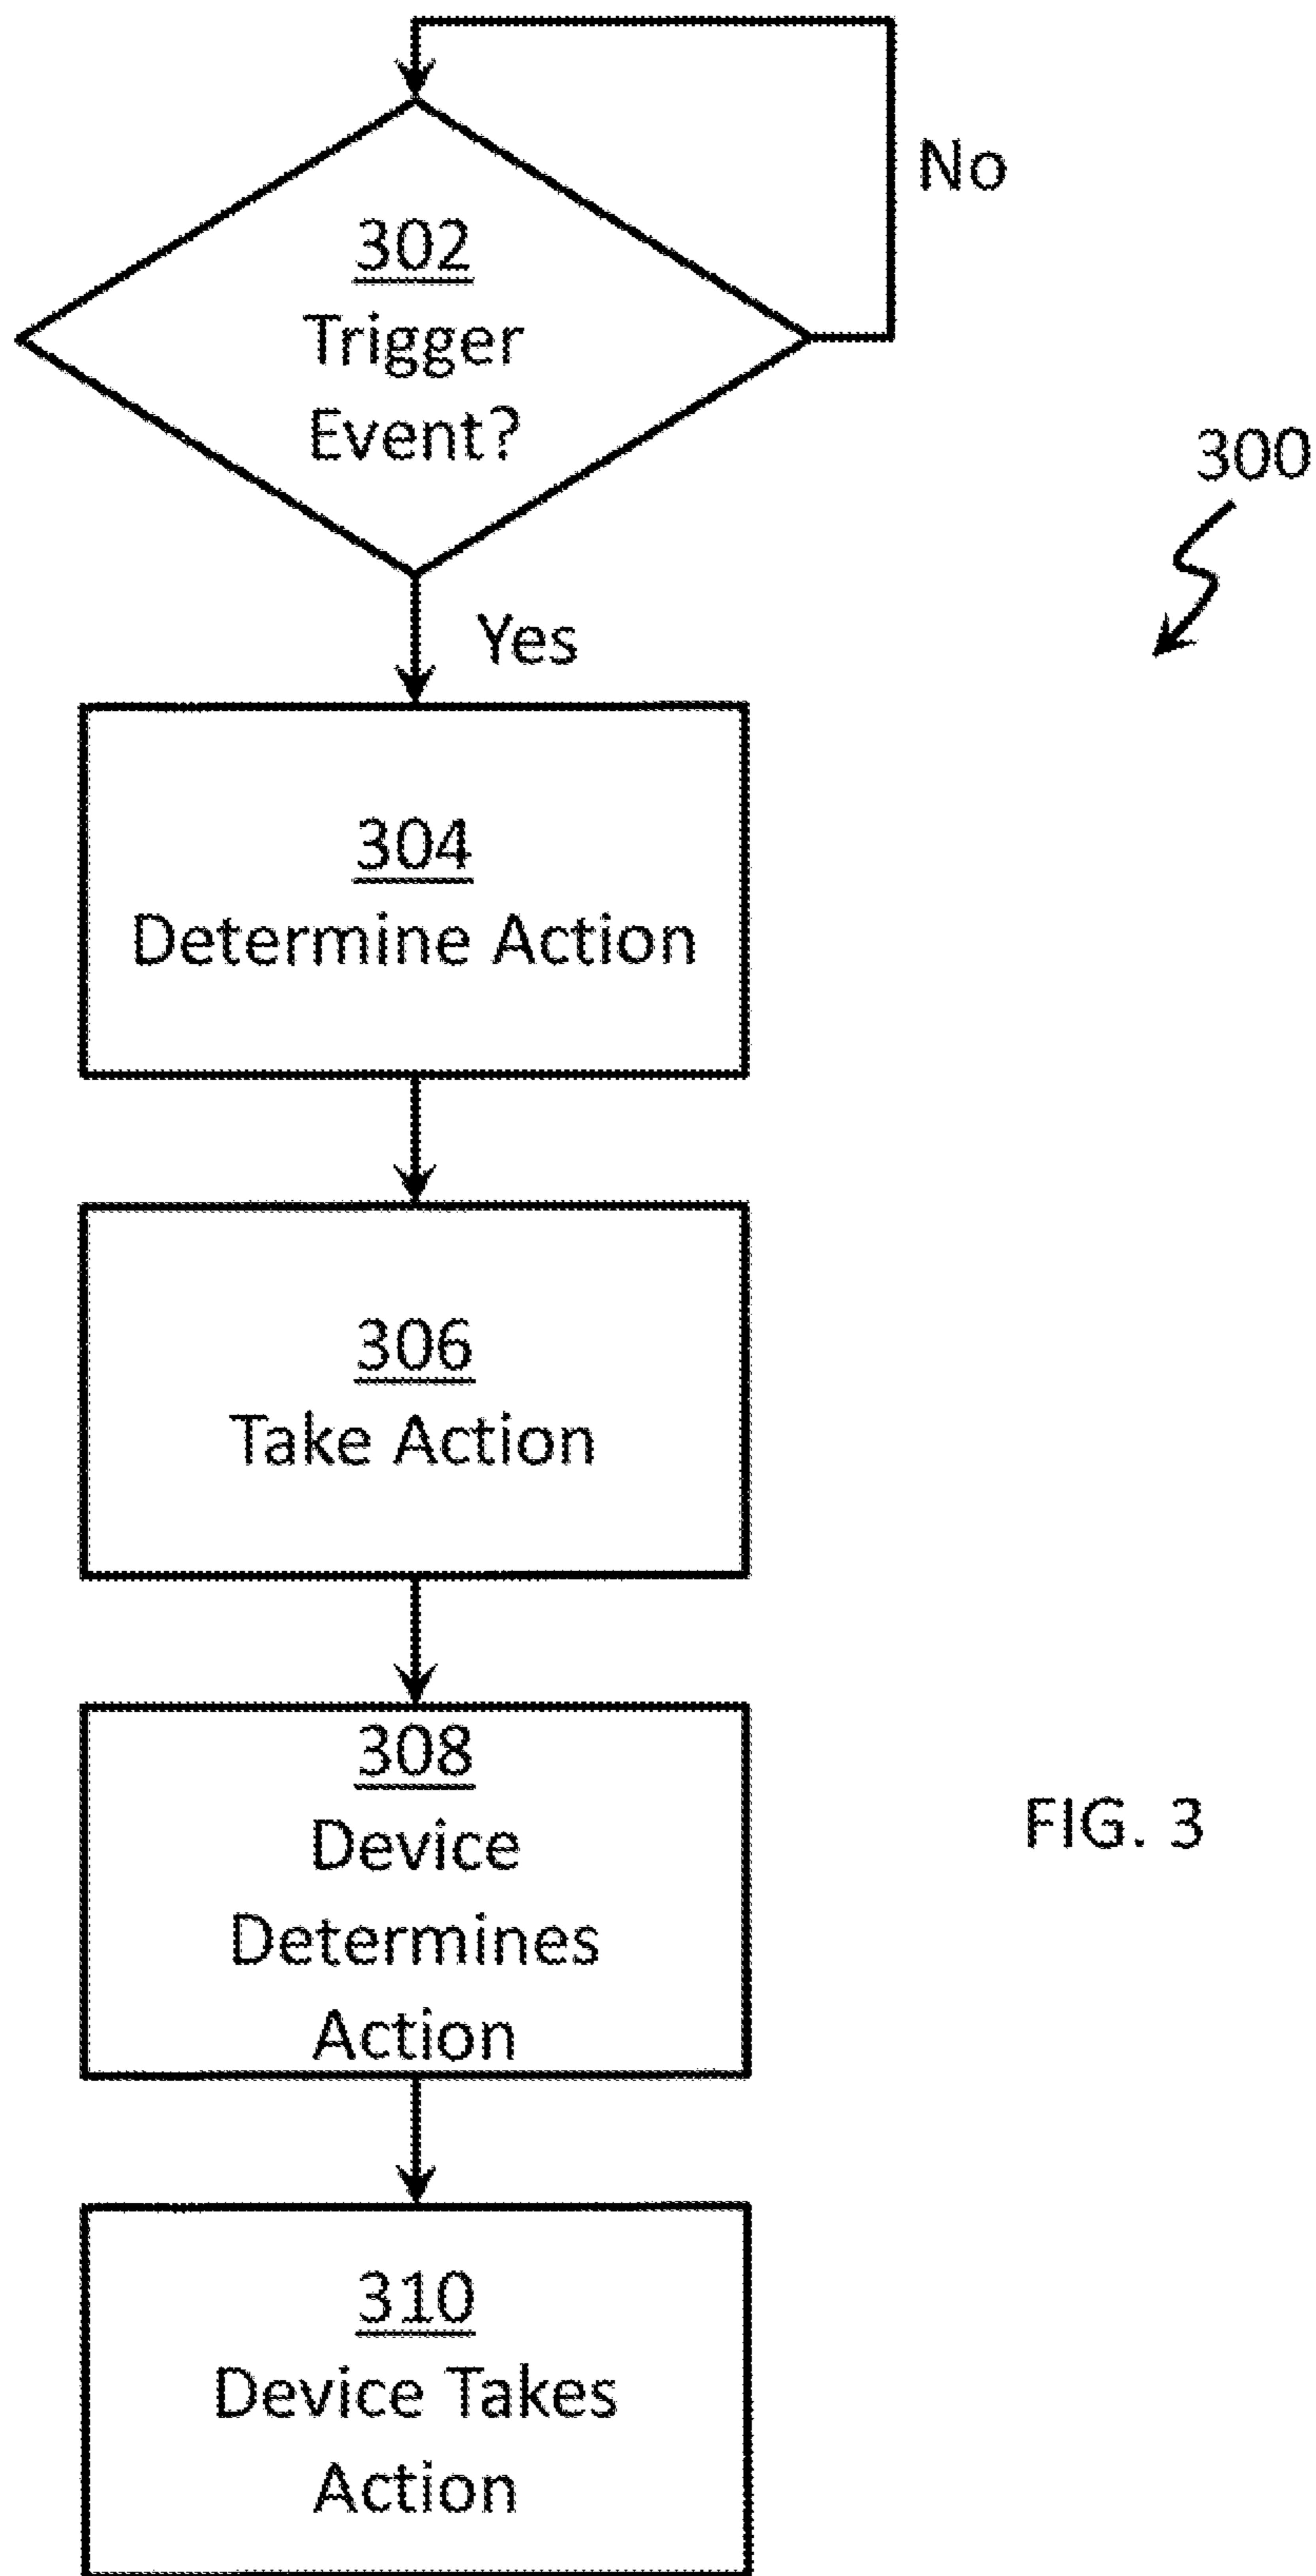 No
302
Trigger
Event?
300
Yes
304
Determine Action
306
Take Action
308
Device
Determines
Action
FIG. 3
310
Device Takes
Action